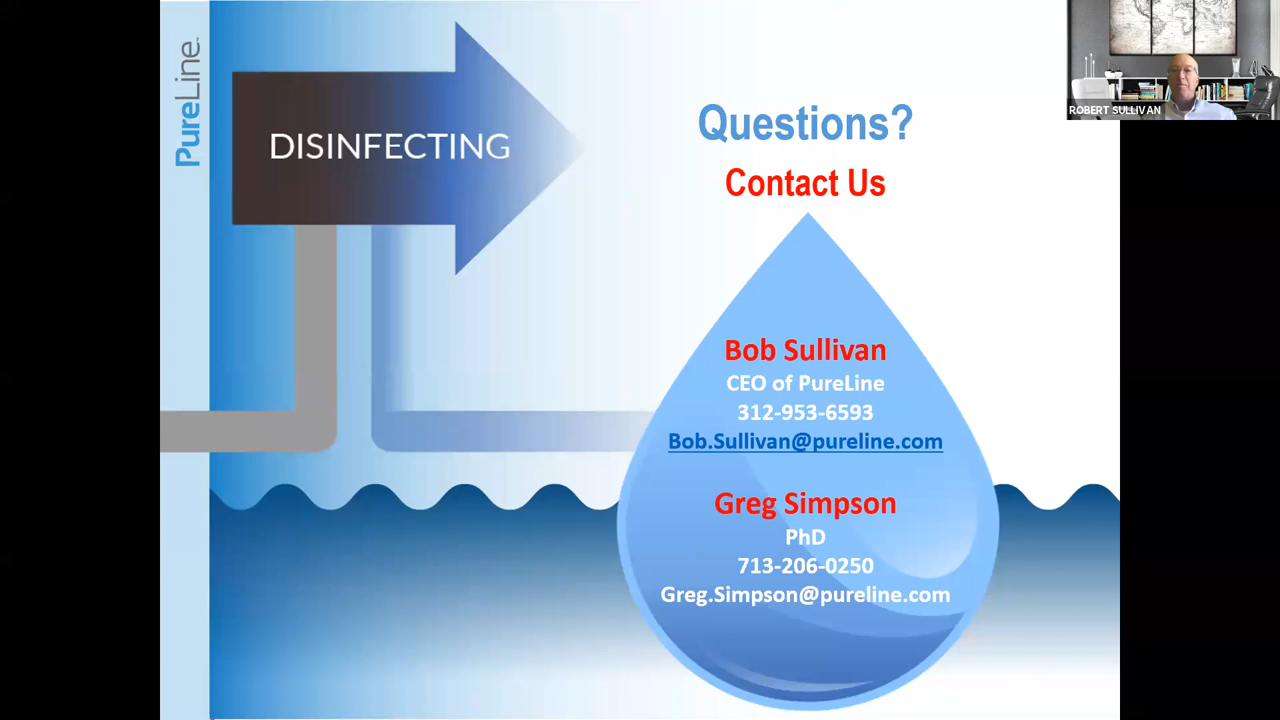 PureLine
DISINFECTING
Questions?
Contact Us
Bob Sullivan
CEO of PureLine
312-953-6593
Bob.Sullivan@pureline.com
Greg Simpson
PhD
713-206-0250
Greg.Simpson@pureline.com
ROBERT SULLIVAN